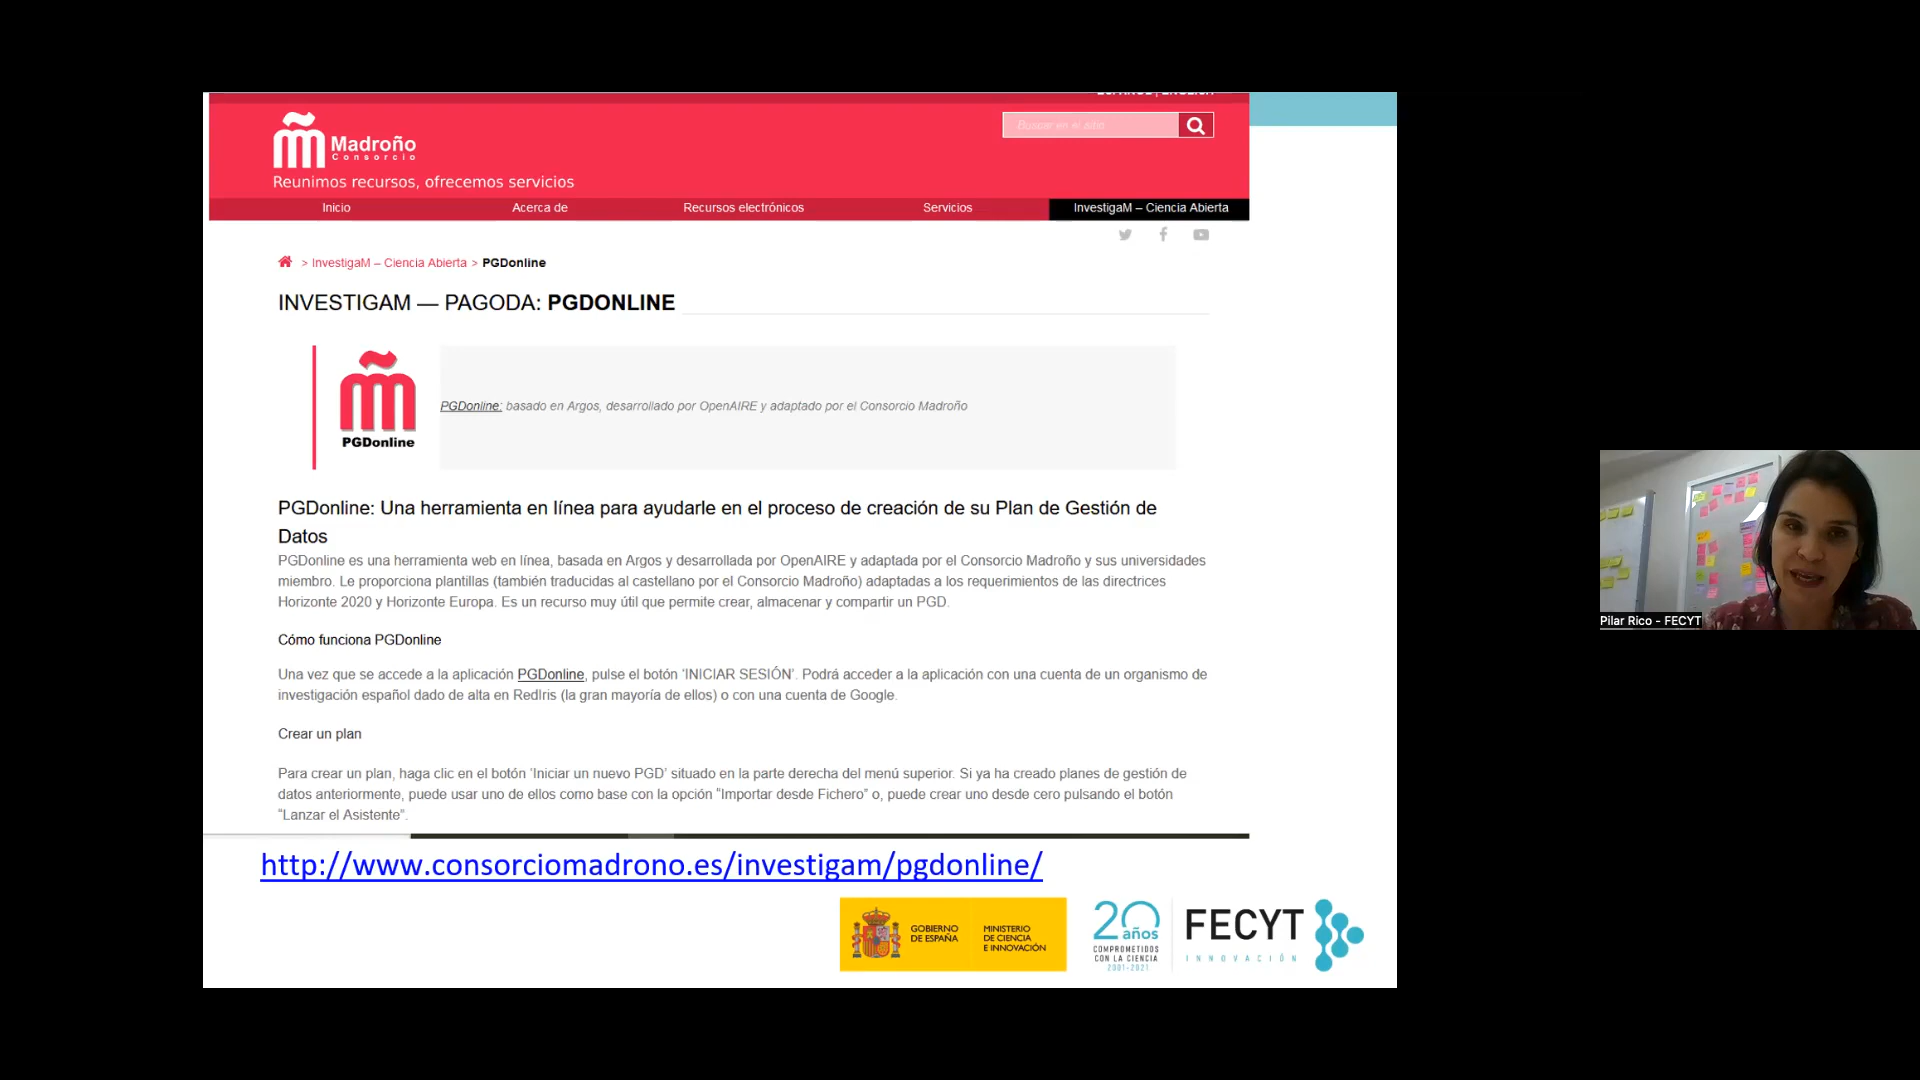 ESPAÑOL | ENGLISH
Madroño
Consorcio
Buscar en el sitio
Reunimos recursos, ofrecemos servicios
Inicio
Acerca de
Recursos electrónicos
Servicios
InvestigaM – Ciencia Abierta
> InvestigaM – Ciencia Abierta > PGDonline
INVESTIGAM — PAGODA: PGDONLINE
PGDonline
PGDonline: basado en Argos, desarrollado por OpenAIRE y adaptado por el Consorcio Madroño
PGDonline: Una herramienta en línea para ayudarle en el proceso de creación de su Plan de Gestión de
Datos
PGDonline es una herramienta web en línea, basada en Argos y desarrollada por OpenAIRE y adaptada por el Consorcio Madroño y sus universidades
miembro. Le proporciona plantillas (también traducidas al castellano por el Consorcio Madroño) adaptadas a los requerimientos de las directrices
Horizonte 2020 y Horizonte Europa. Es un recurso muy útil que permite crear, almacenar y compartir un PGD.
Cómo funciona PGDonline
Una vez que se accede a la aplicación PGDonline, pulse el botón ‘INICIAR SESIÓN’. Podrá acceder a la aplicación con una cuenta de un organismo de
investigación español dado de alta en RedIris (la gran mayoría de ellos) o con una cuenta de Google.
Crear un plan
Para crear un plan, haga clic en el botón ‘Iniciar un nuevo PGD’ situado en la parte derecha del menú superior. Si ya ha creado planes de gestión de
datos anteriormente, puede usar uno de ellos como base con la opción “Importar desde Fichero” o, puede crear uno desde cero pulsando el botón
“Lanzar el Asistente”.
http://www.consorciomadrono.es/investigam/pgdonline/
GOBIERNO
DE ESPAÑA
MINISTERIO
DE CIENCIA
E INNOVACIÓN
20
años
COMPROMETIDOS
CON LA CIENCIA
2001-2021
FECYT
INNOVACIÓN
Pilar Rico - FECYT